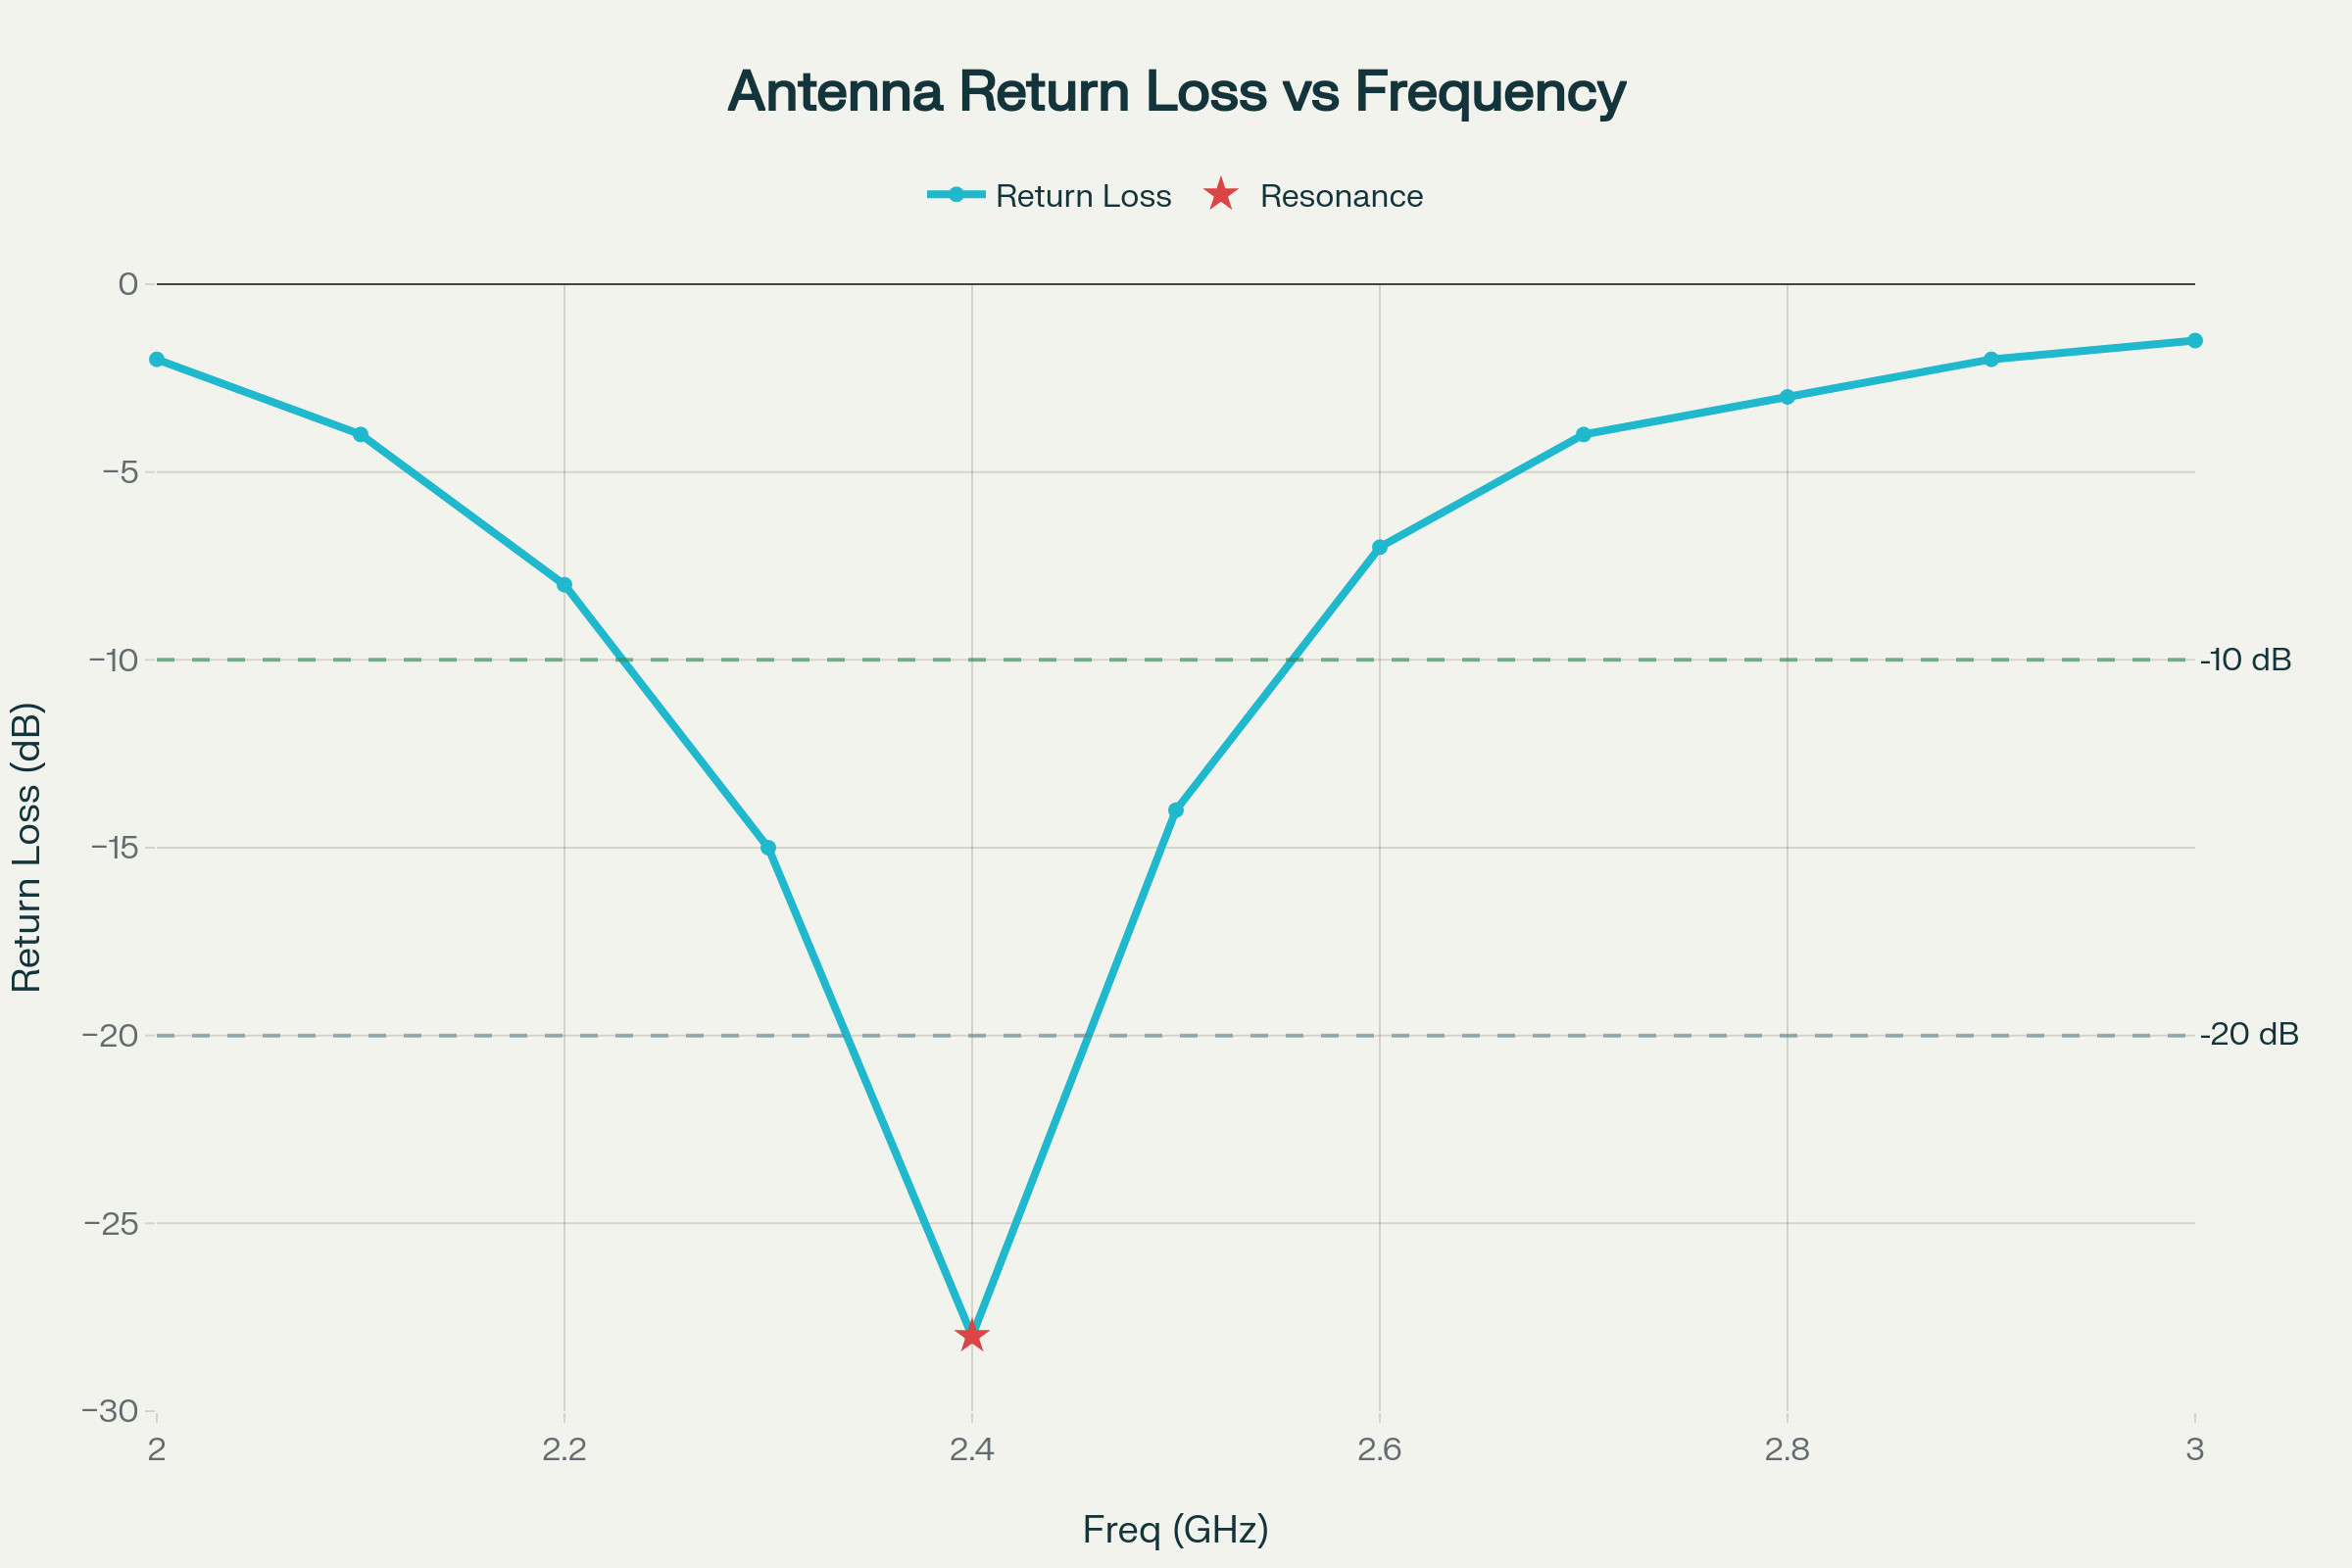 Antenna Return Loss vs Frequency
Return Loss
Resonance
0
−5
−10
−15
−20
−25
−30
-10 dB
-20 dB
Return Loss (dB)
2
2.2
2.4
2.6
2.8
3
Freq (GHz)